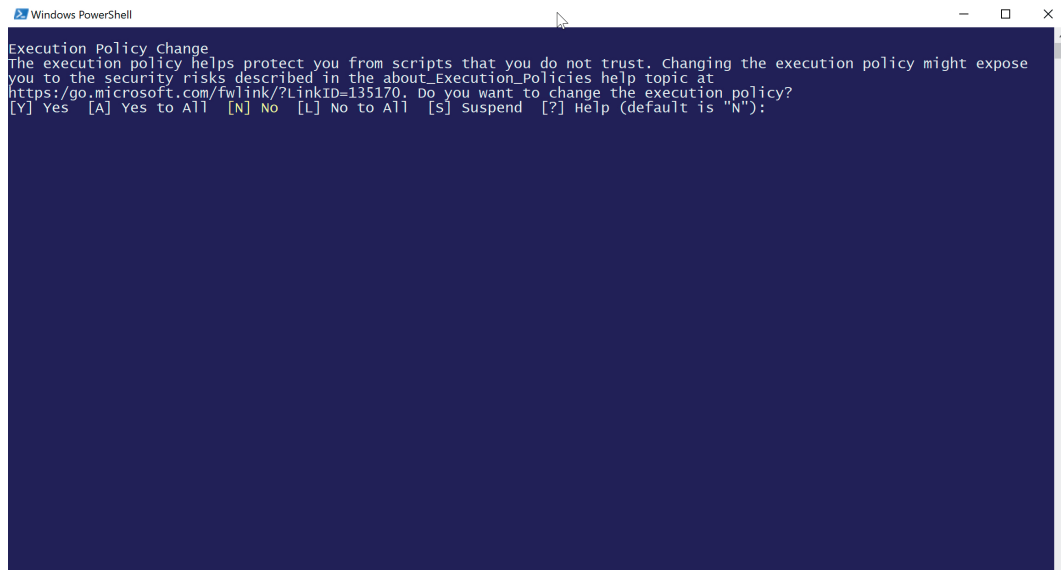 Windows PowerShell
Execution Policy Change
The execution policy helps protect you from scripts that you do not trust. Changing the execution policy might expose
you to the security risks described in the about_Execution_Policies help topic at
https:/go.microsoft.com/fwlink/?LinkID=135170. Do you want to change the execution policy?
[Y] Yes  [A] Yes to All  [N] No  [L] No to All  [S] Suspend  [?] Help (default is "N"):